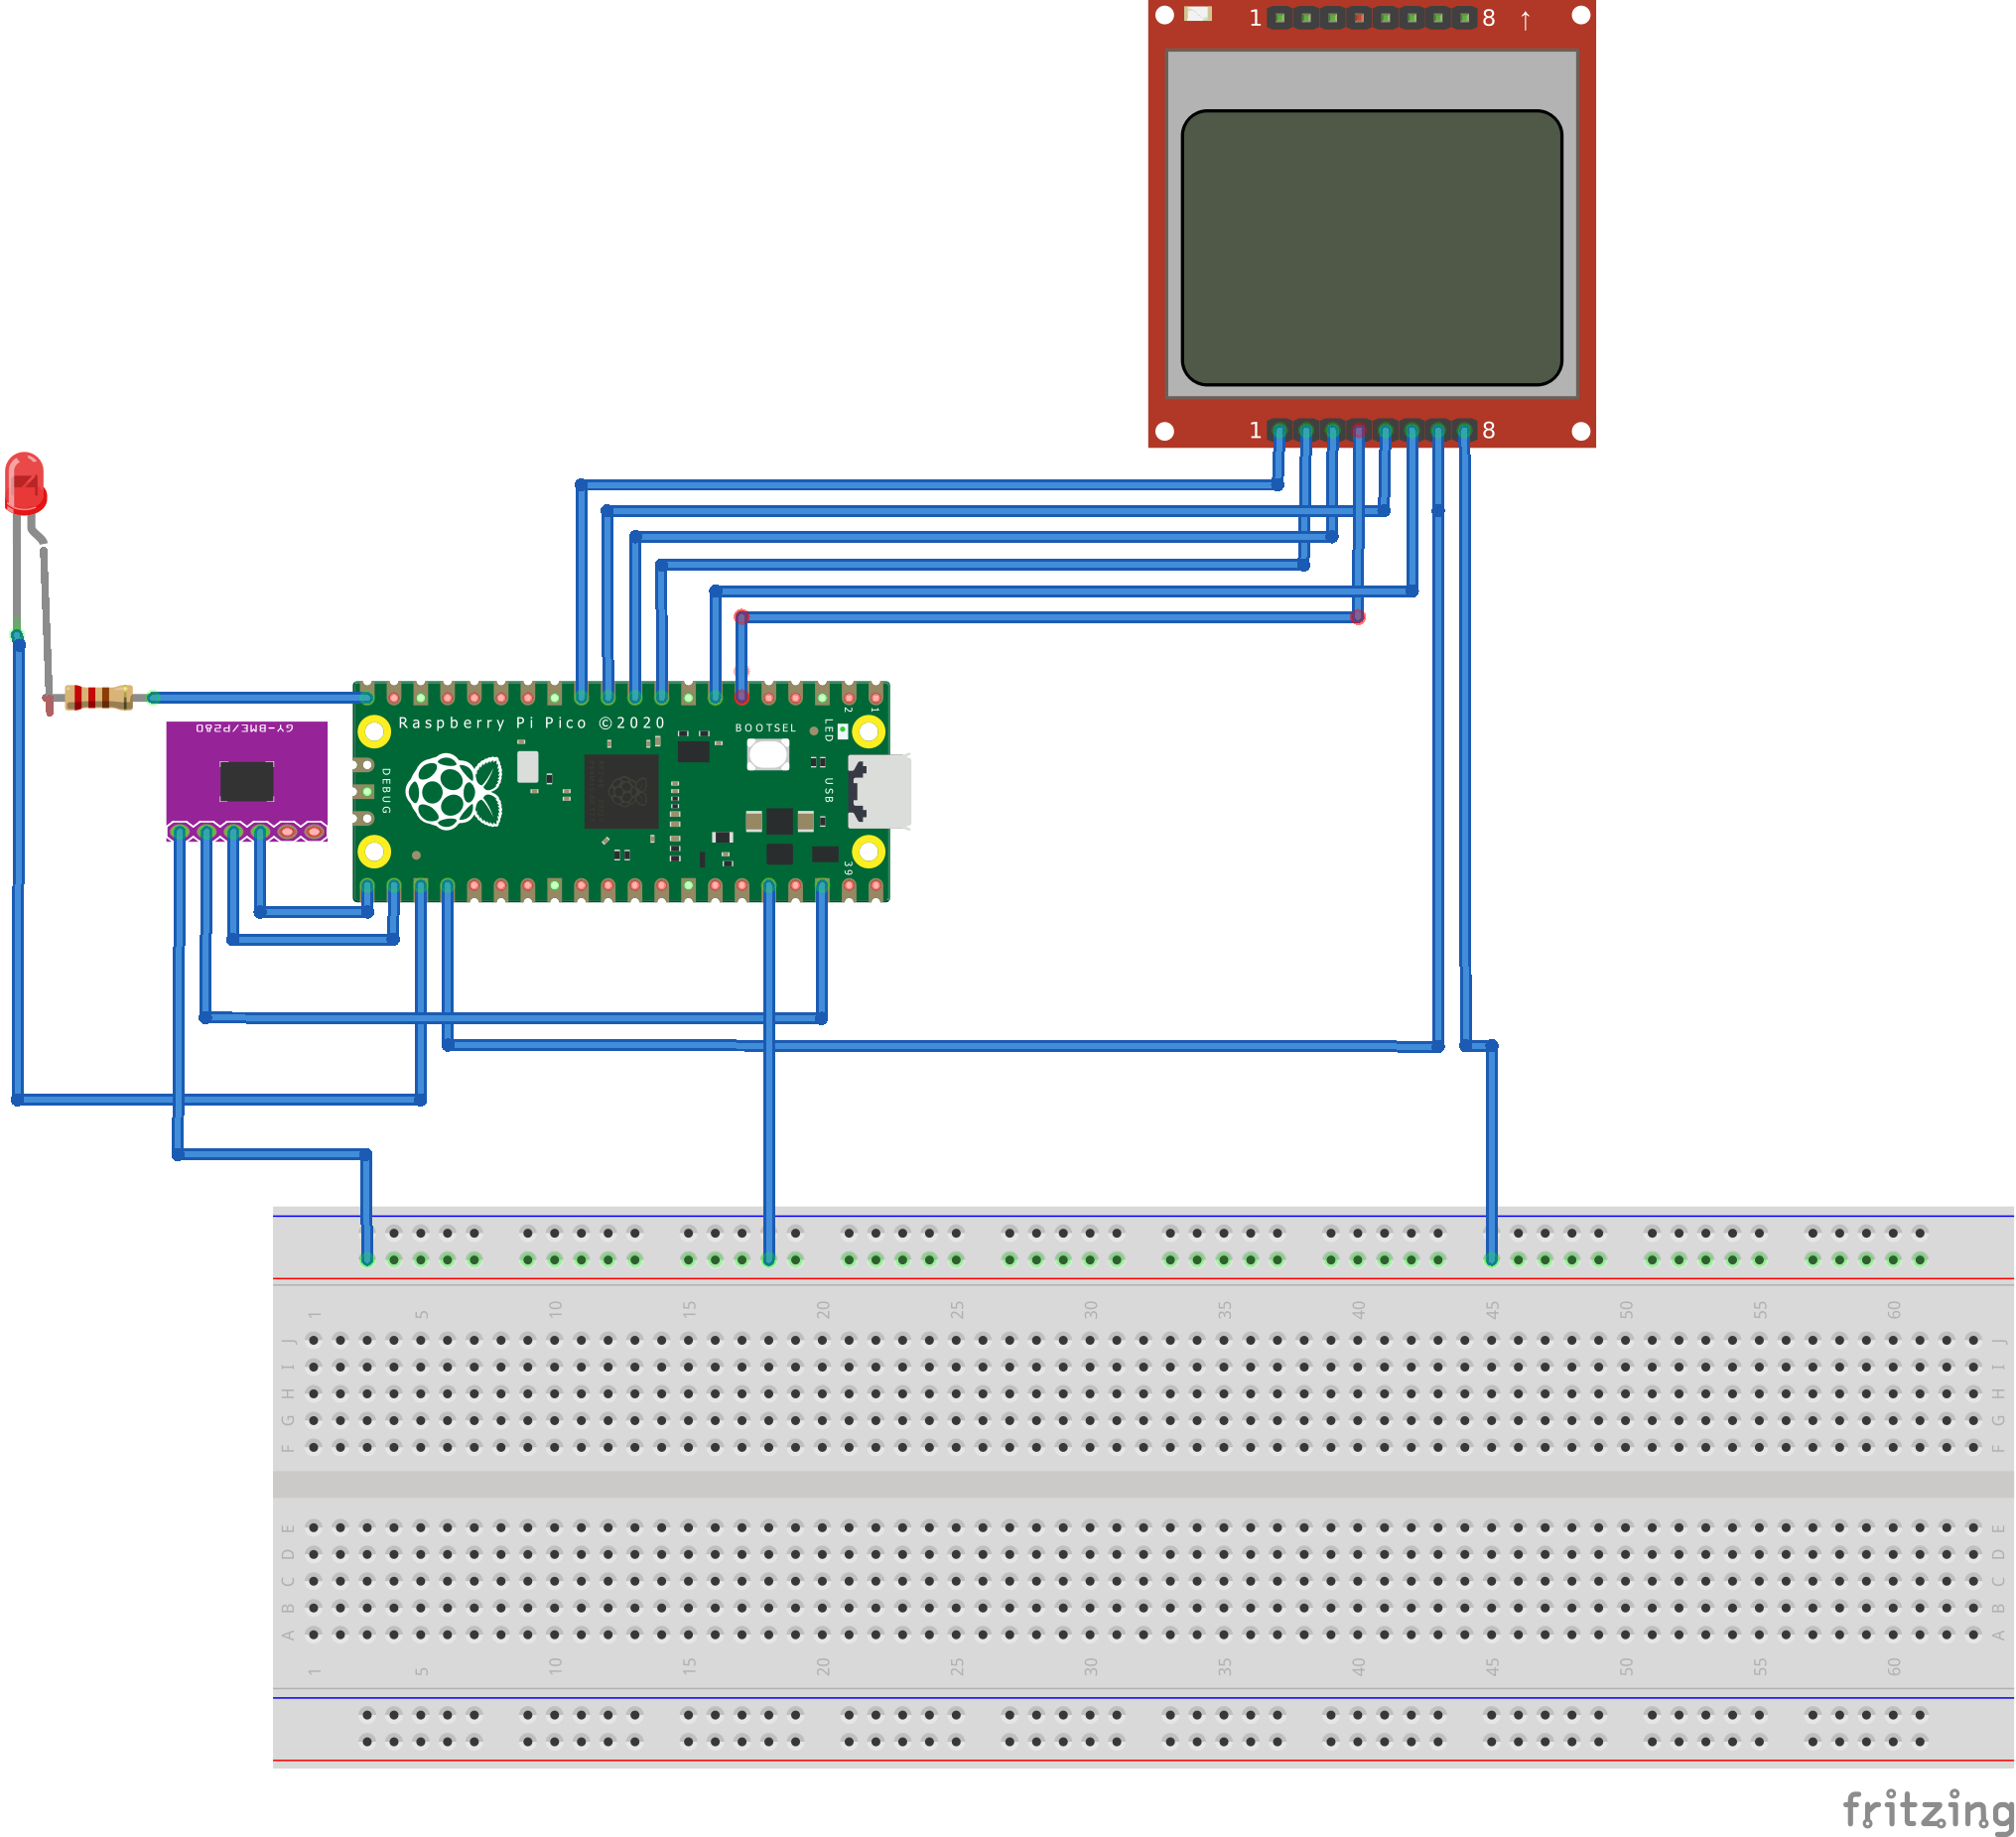 1 8 ↑
1 8
GY-BME/P280
Raspberry Pi Pico ©2020
BOOTSEL
LED
2
1
DEBUG
USB
39
1 5 10 15 20 25 30 35 40 45 50 55 60
J J
I I
H H
G G
F F
E E
D D
C C
B B
A A
1 5 10 15 20 25 30 35 40 45 50 55 60
fritzing